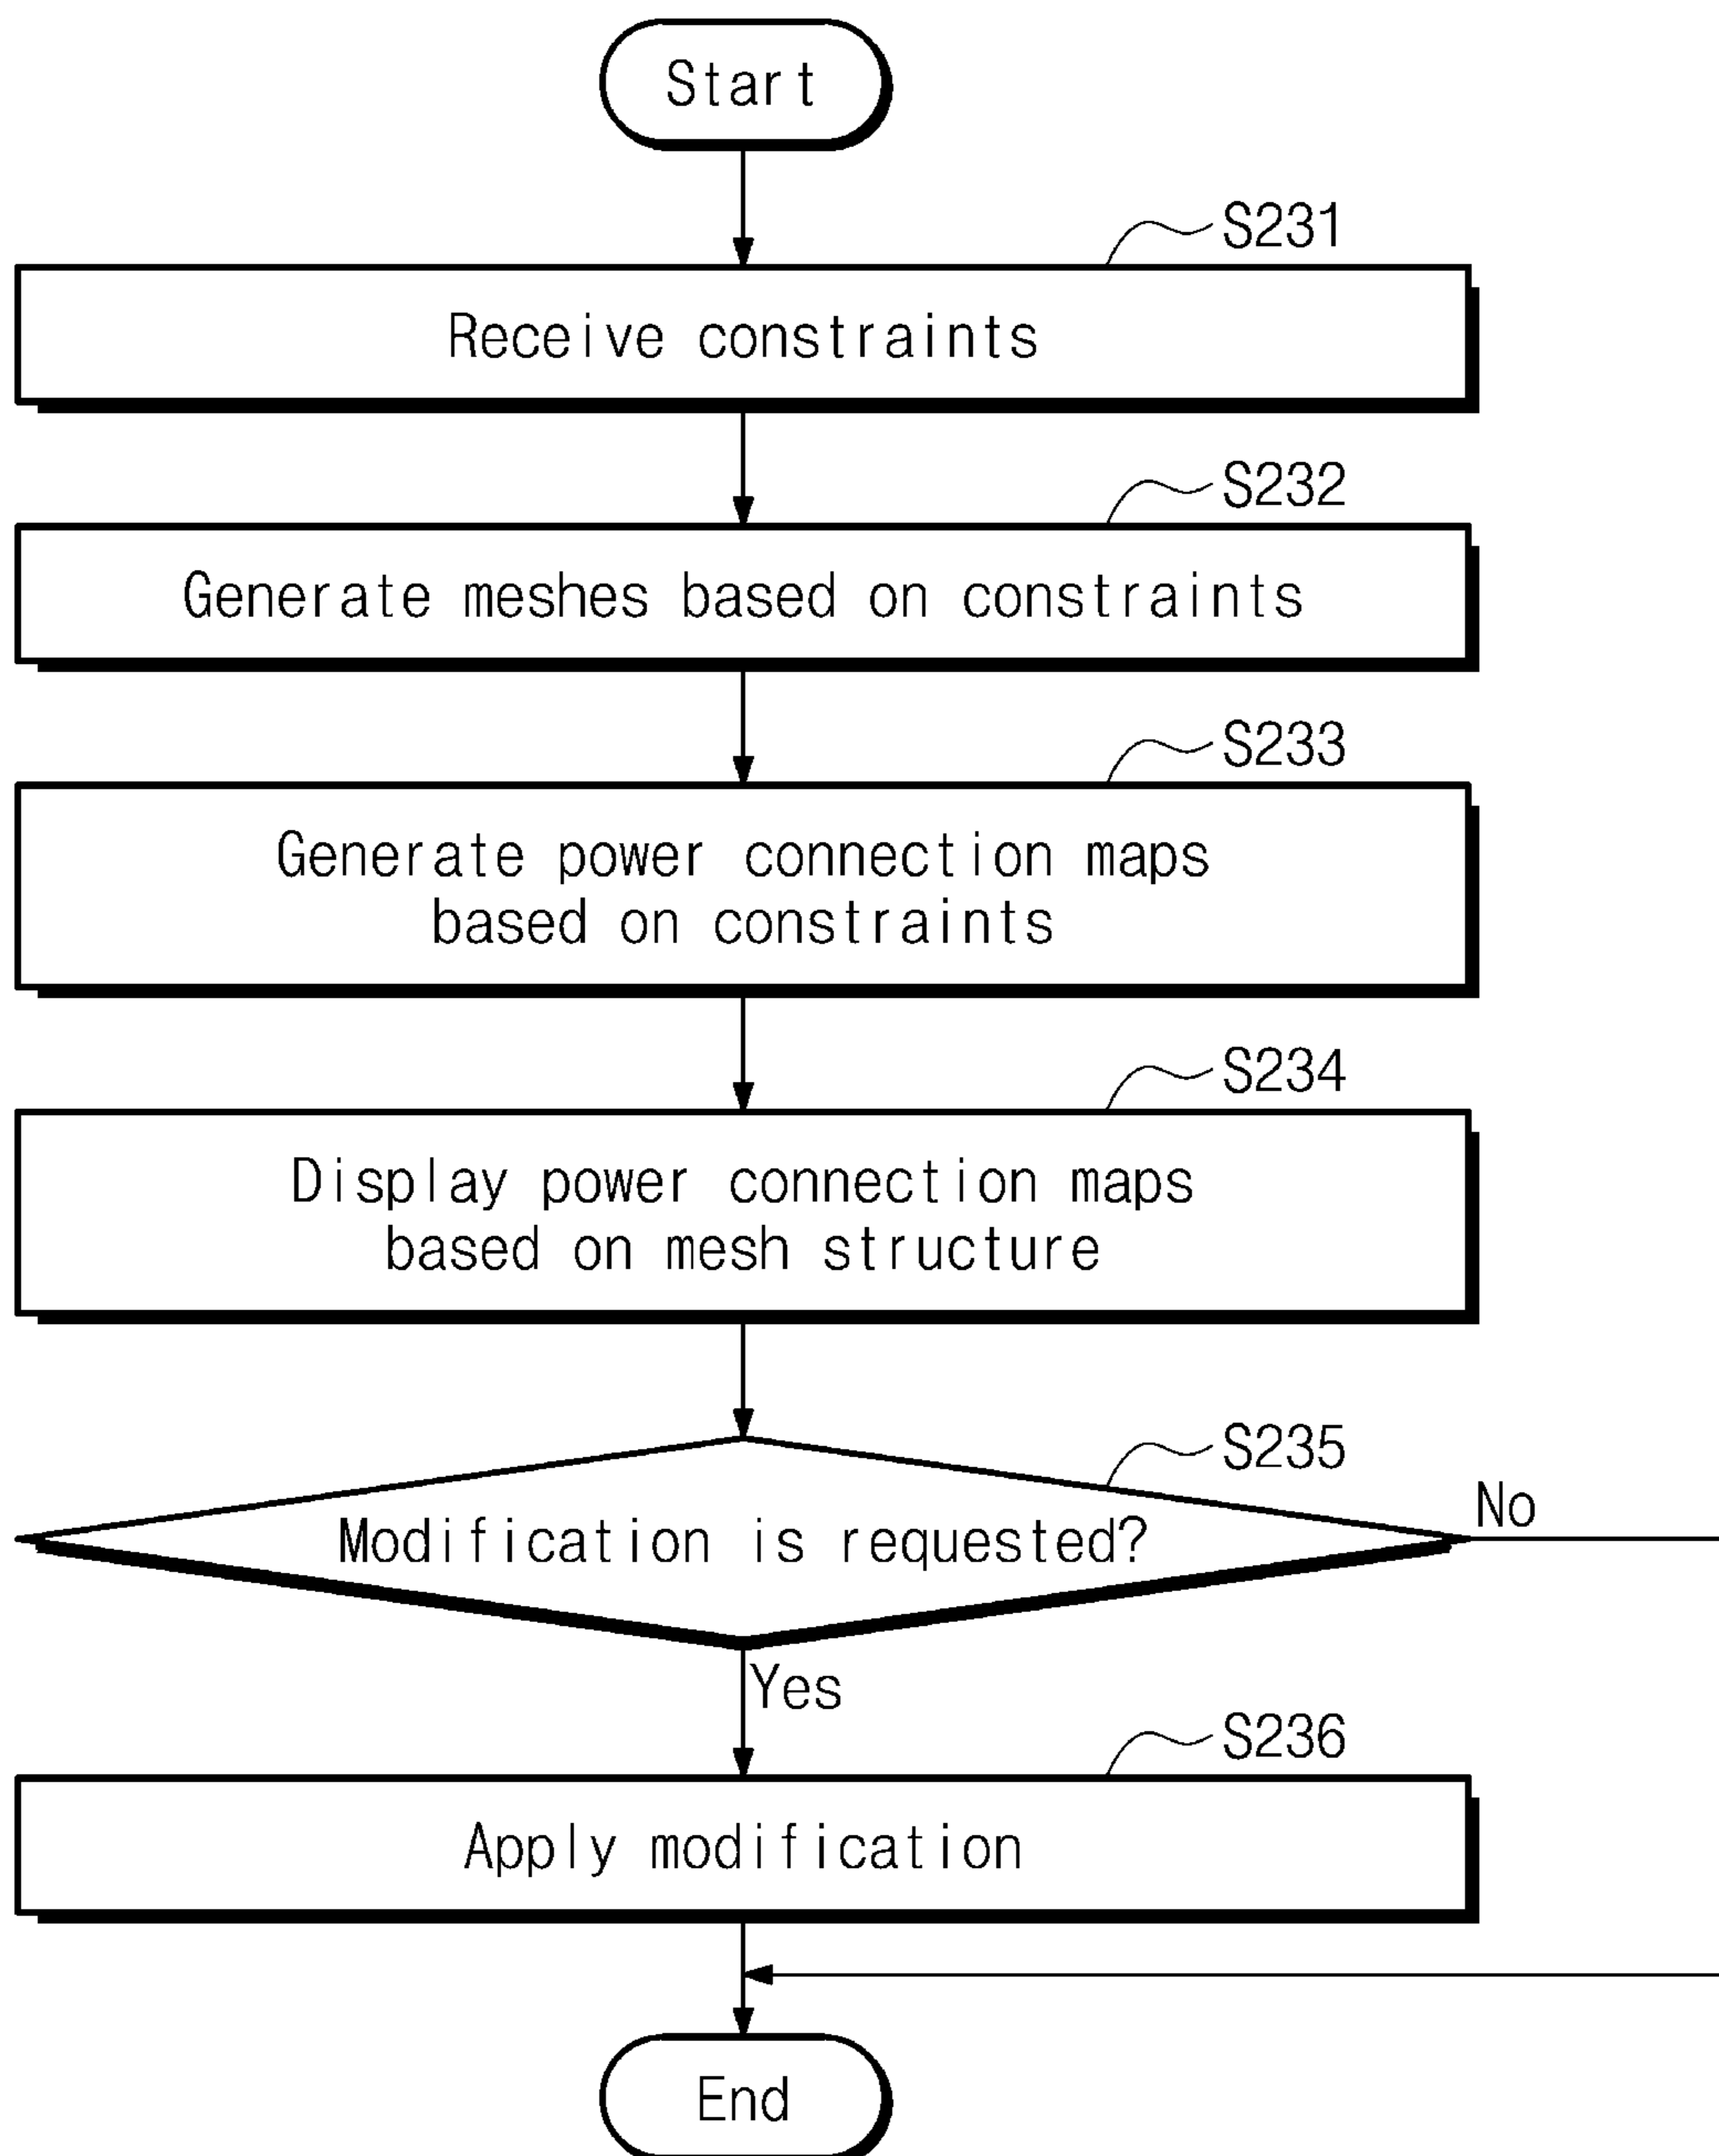 Start
S231
Receive constraints
S232
Generate meshes based on constraints
S233
Generate power connection maps
based on constraints
S234
Display power connection maps
based on mesh structure
S235
Modification is requested?
No
Yes
S236
Apply modification
End